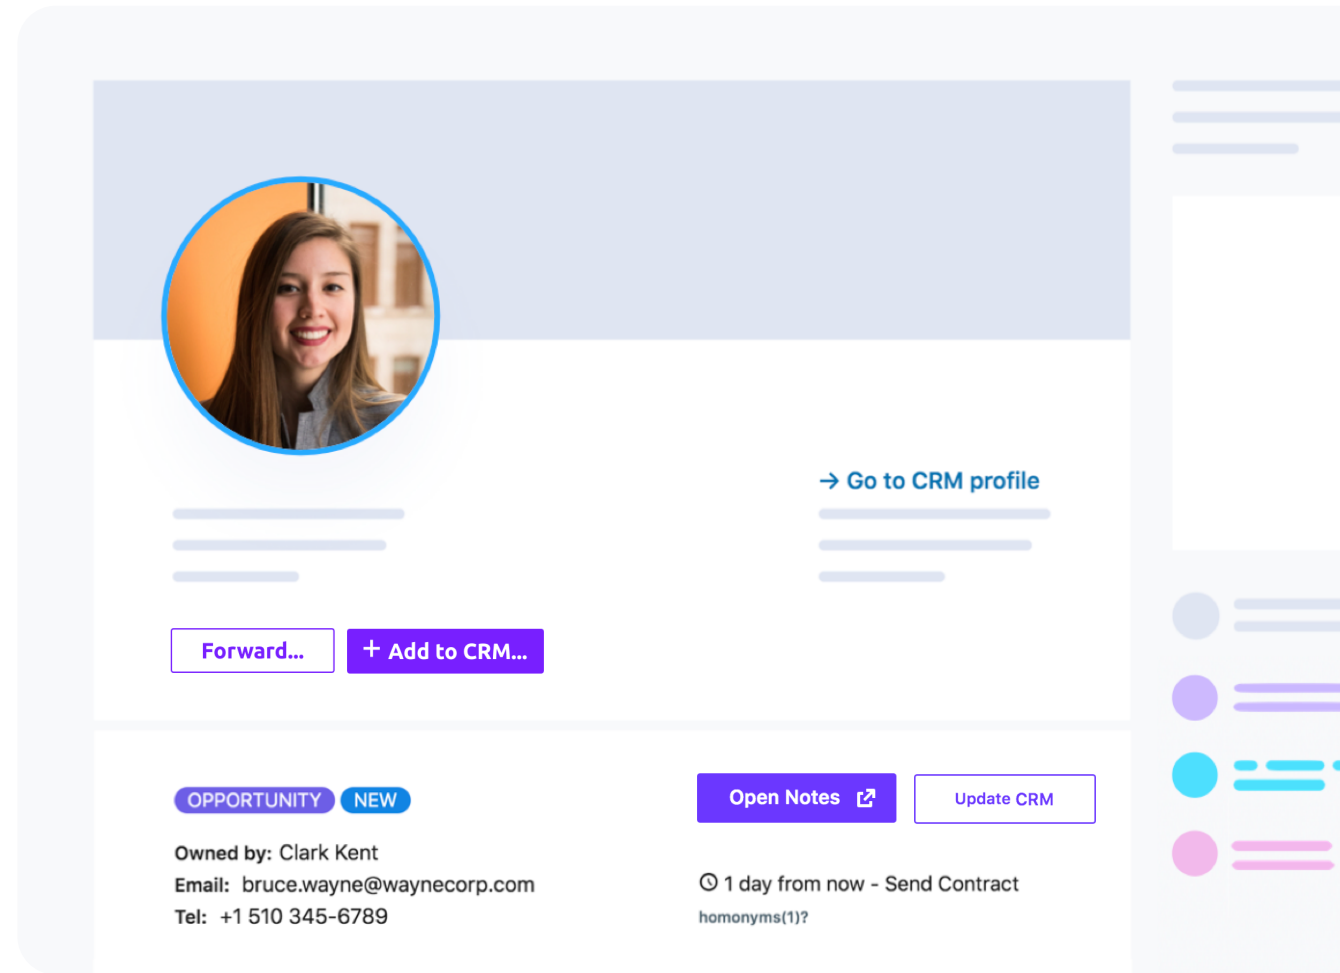 → Go to CRM profile
Forward...
+ Add to CRM...
OPPORTUNITY NEW
Owned by: Clark Kent
Email: bruce.wayne@waynecorp.com
Tel: +1 510 345-6789
Open Notes
Update CRM
1 day from now - Send Contract
homonyms(1)?